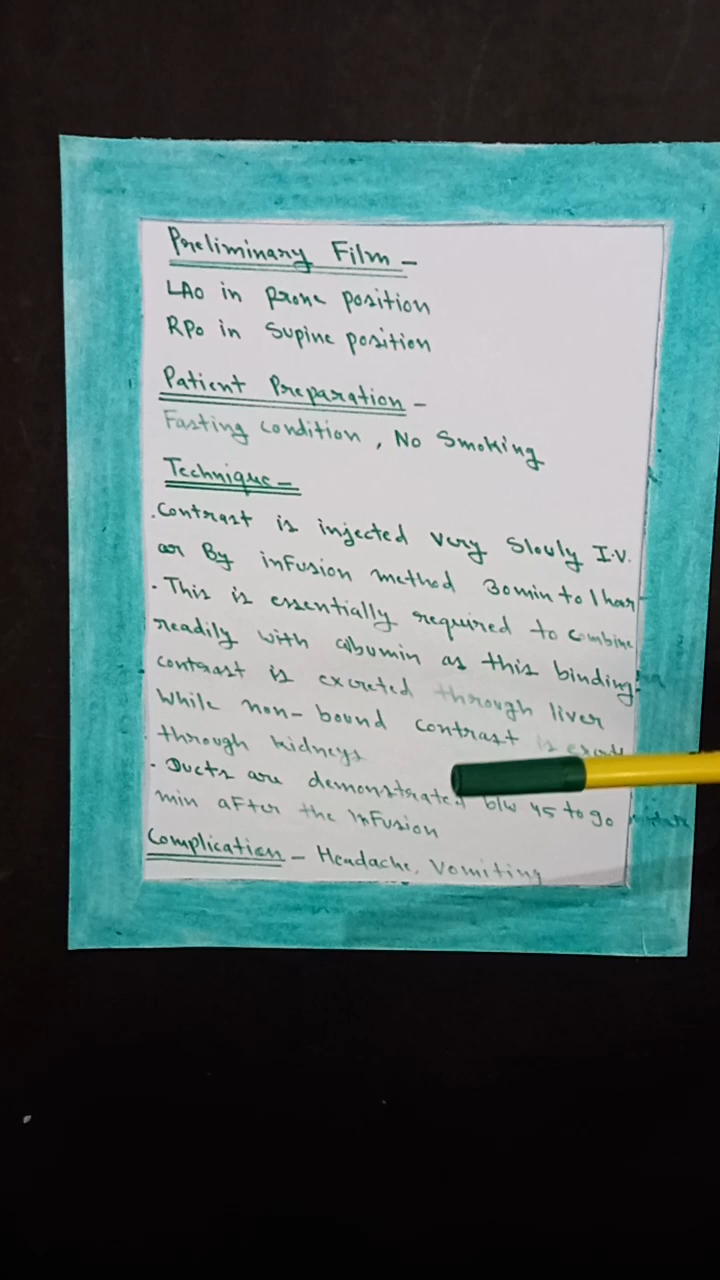 Preliminary Film -
LAO in prone position
RPO in Supine position
Patient Preparation -
Fasting condition, No Smoking
Technique -
.Contrast is injected very slowly I.V.
or By infusion method 30min to 1 har
. This is essentially required to combine
readily with albumin as this binding
contrast is excreted through liver
while non-bound contrast is
through kidneys
. Ducts are demonstrated b/w 45 to 90
min after the infusion
Complication - Headache, Vomiting